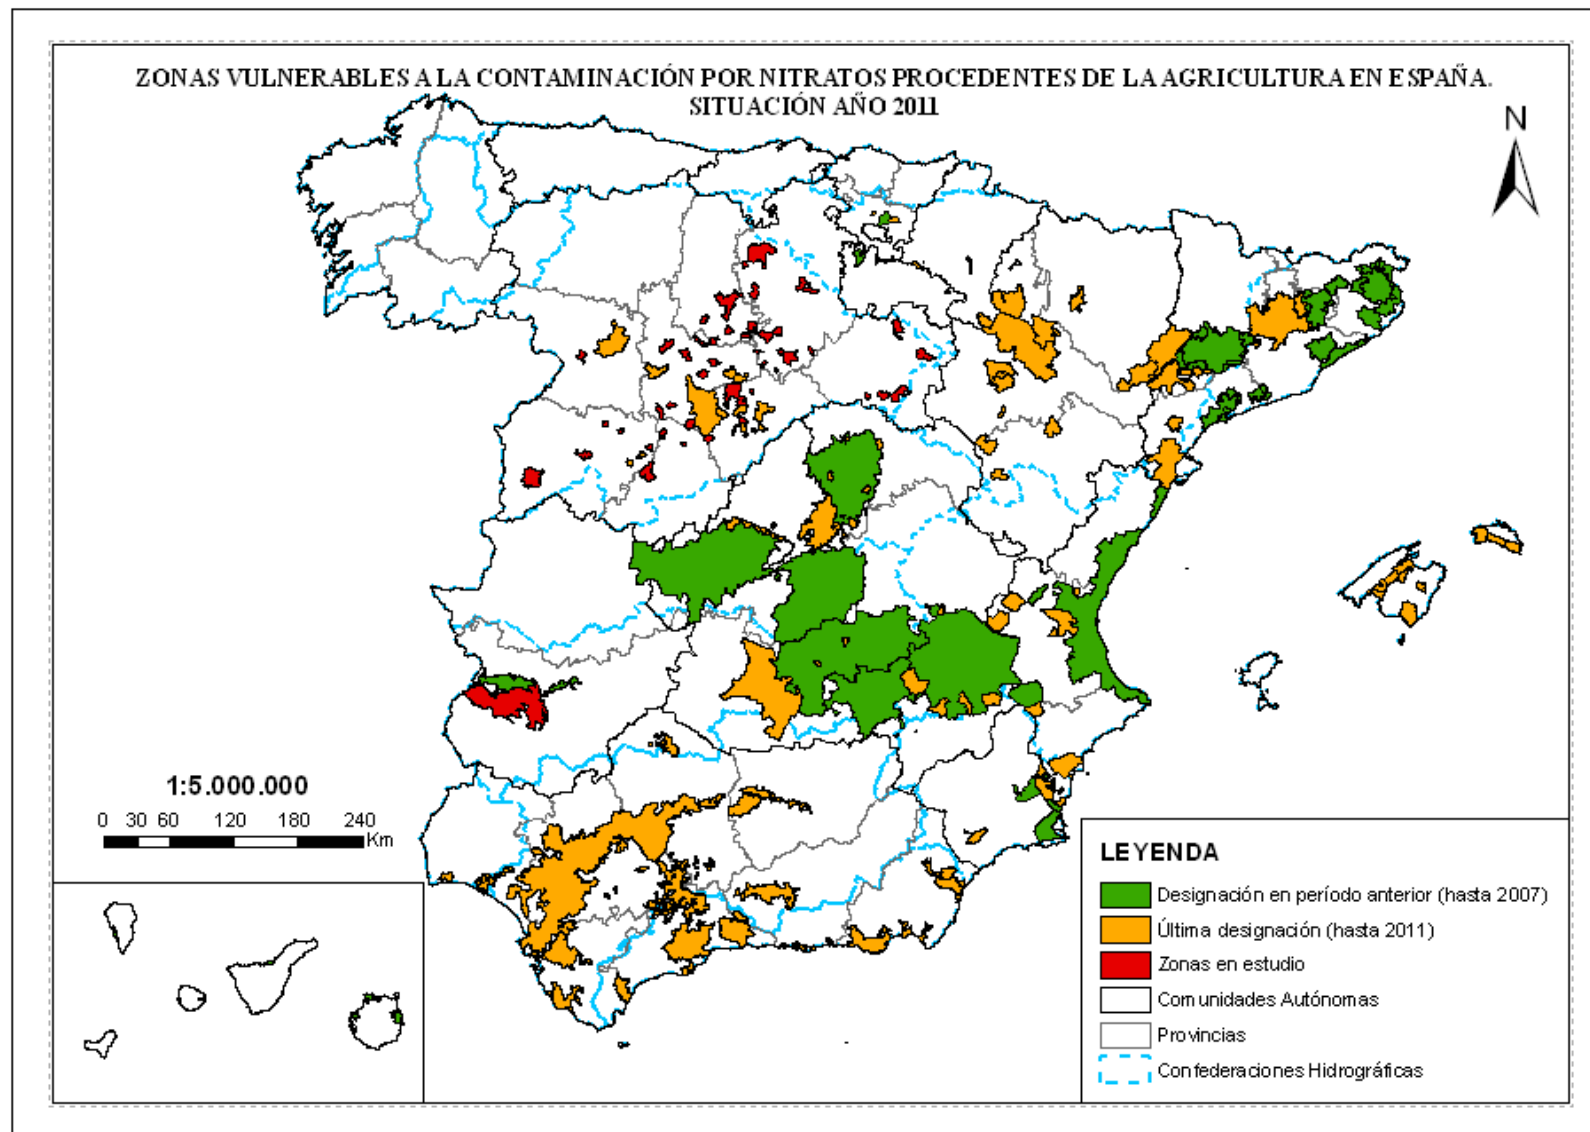 ZONAS VULNERABLES A LA CONTAMINACIÓN POR NITRATOS PROCEDENTES DE LA AGRICULTURA EN ESPAÑA.
SITUACIÓN AÑO 2011
N
1:5.000.000
0 30 60 120 180 240
Km
LEYENDA
Designación en período anterior (hasta 2007)
Última designación (hasta 2011)
Zonas en estudio
Comunidades Autónomas
Provincias
Confederaciones Hidrográficas